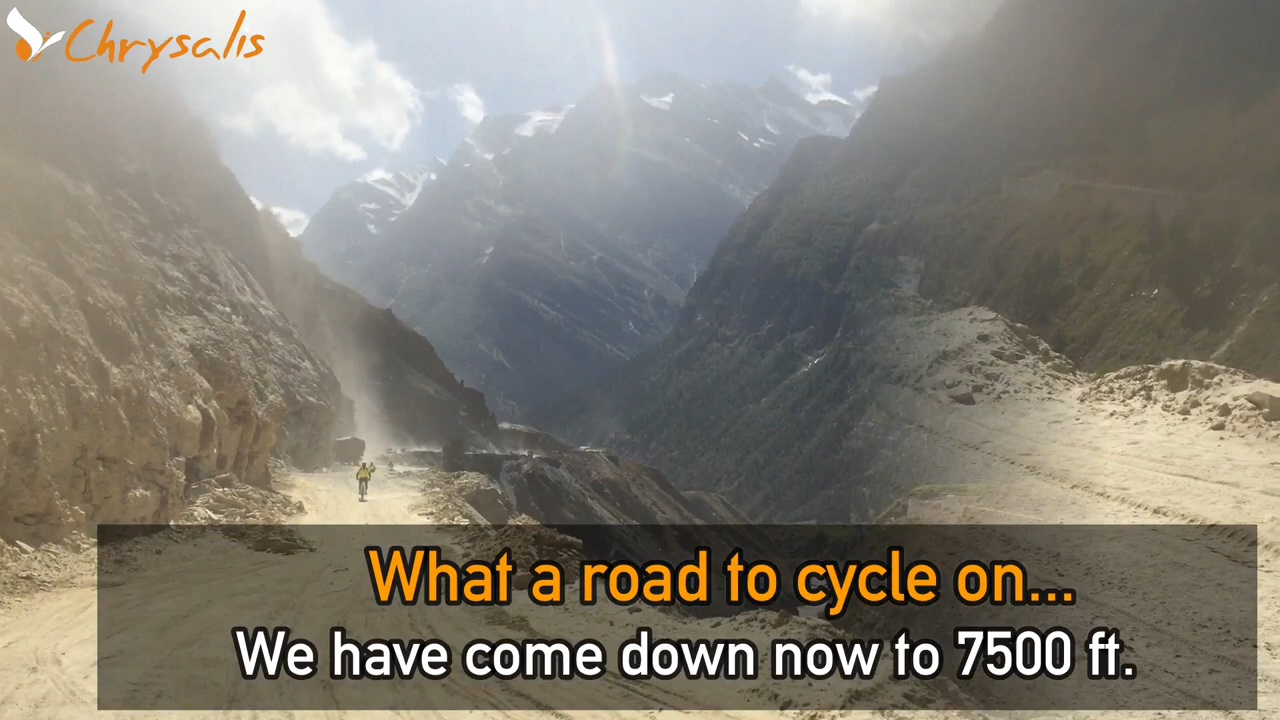 Chrysalis
What a road to cycle on...
We have come down now to 7500 ft.